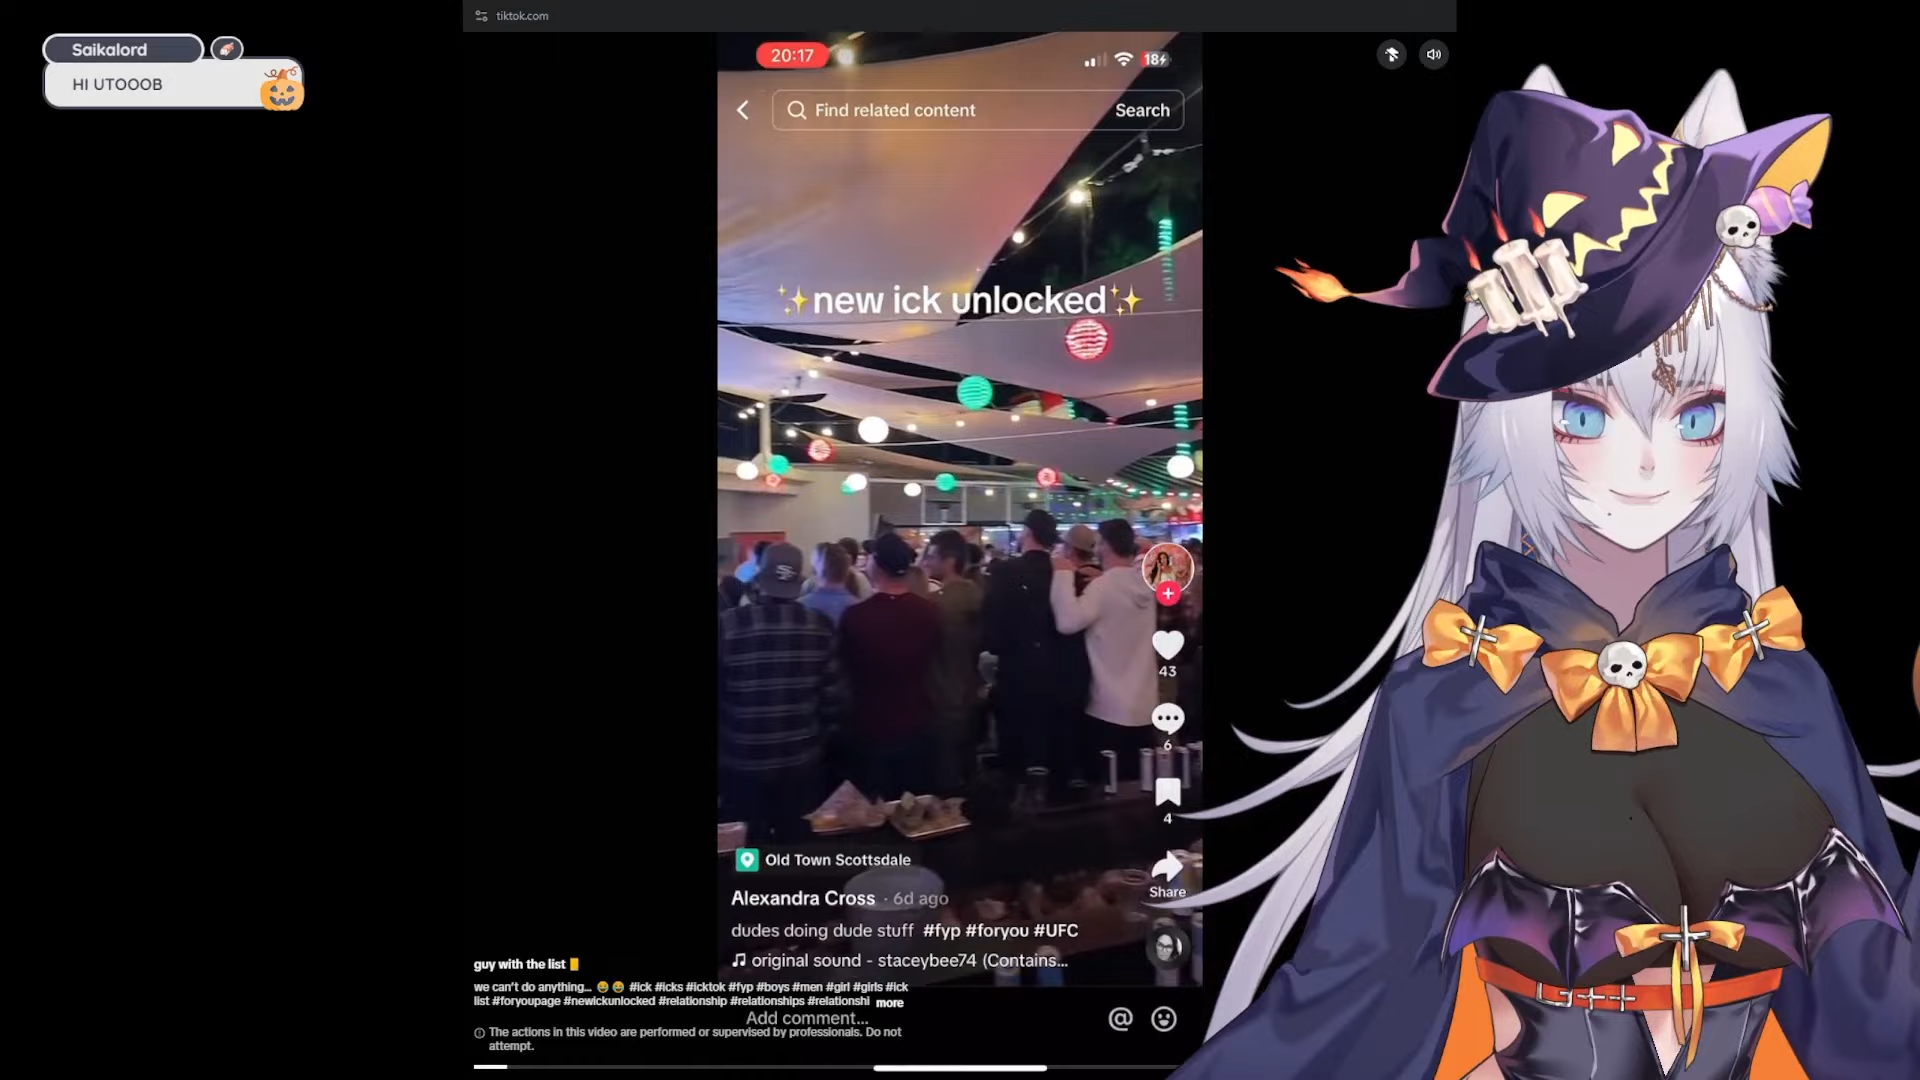 tiktok.com
Saikalord
HI UTOOOB
20:17
18
Find related content
Search
✨new ick unlocked✨
43
6
4
Share
Old Town Scottsdale
Alexandra Cross · 6d ago
dudes doing dude stuff #fyp #foryou #UFC
original sound - staceybee74 (Contains...
guy with the list
we can't do anything... 😂 😂 #ick #icks #icktok #fyp #boys #men #girl #girls #ick
list #foryoupage #newickunlocked #relationship #relationships #relationshi more
Add comment...
@
The actions in this video are performed or supervised by professionals. Do not
attempt.